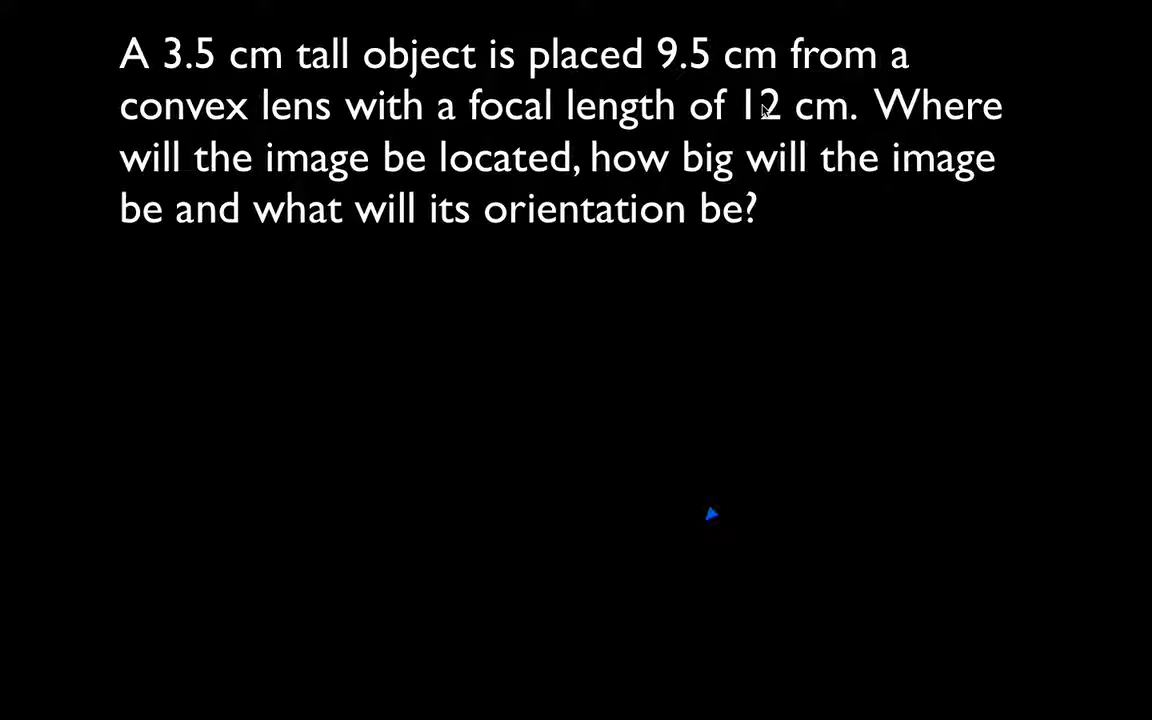 A 3.5 cm tall object is placed 9.5 cm from a
convex lens with a focal length of 12 cm. Where
will the image be located, how big will the image
be and what will its orientation be?